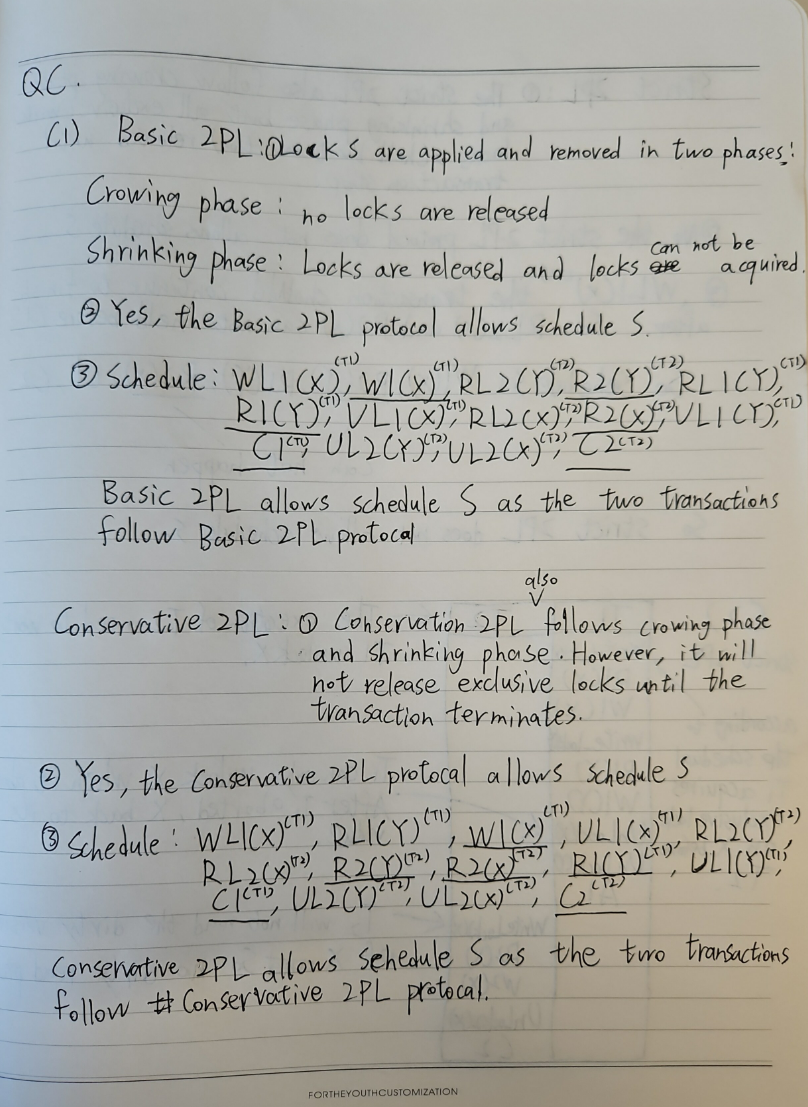 QC.
(1) Basic 2PL: ① Locks are applied and removed in two phases:
Crowing phase : no locks are released
Shrinking phase : Locks are released and locks can not be acquired.
② Yes, the Basic 2PL protocol allows schedule S.
③ Schedule: WL1(X)(T1), W1(X)(T1), RL2(Y)(T2), R2(Y)(T2), RL1(Y)(T1),
R1(Y)(T1), UL1(X)(T1), RL2(X)(T2), R2(X)(T2), UL1(Y)(T1),
C1(T1), UL2(Y)(T2), UL2(X)(T2), C2(T2)
Basic 2PL allows schedule S as the two transactions
follow Basic 2PL protocal
Conservative 2PL : ① Conservation 2PL also follows crowing phase
and shrinking phase. However, it will
not release exclusive locks until the
transaction terminates.
② Yes, the Conservative 2PL protocal allows schedule S
③ Schedule : WL1(X)(T1), RL1(Y)(T1), W1(X)(T1), UL1(X)(T1), RL2(Y)(T2),
RL2(X)(T2), R2(Y)(T2), R2(X)(T2), R1(Y)(T1), UL1(Y)(T1),
C1(T1), UL2(Y)(T2), UL2(X)(T2), C2(T2)
Conservative 2PL allows schedule S as the two transactions
follow Conservative 2PL protocal.
FORTHEYOUTHCUSTOMIZATION